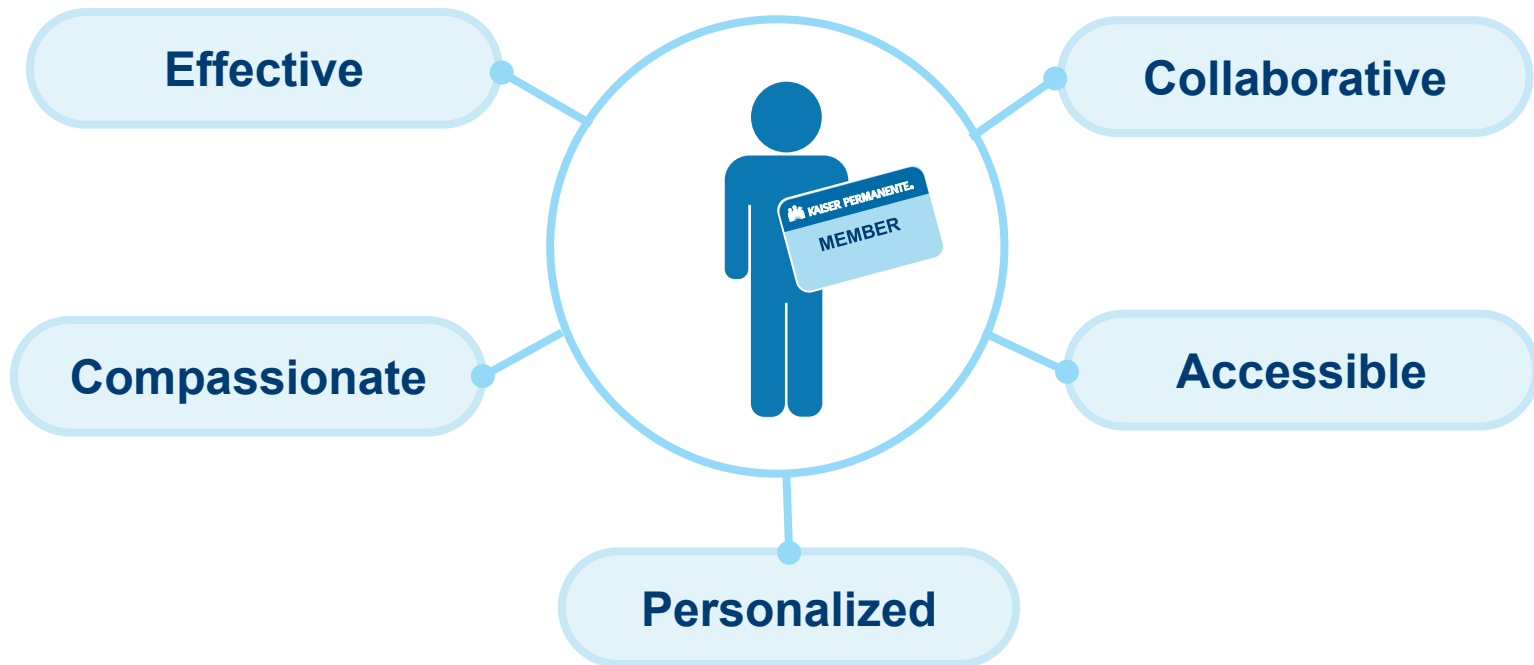 Effective
Collaborative
KAISER PERMANENTE®
MEMBER
Compassionate
Accessible
Personalized